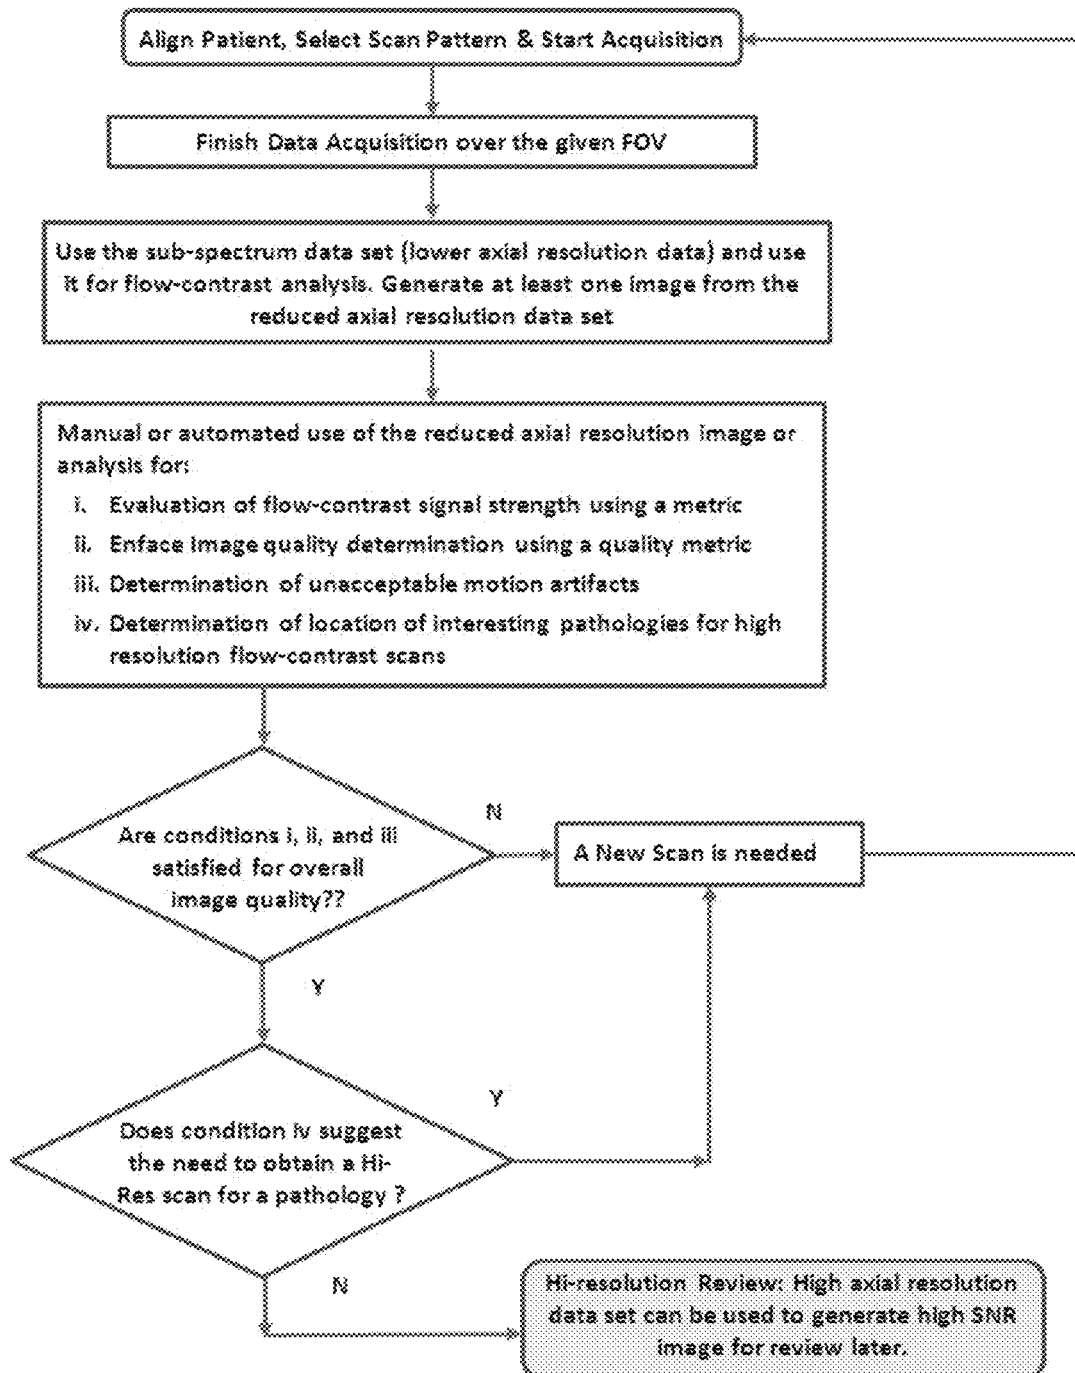 Align Patient, Select Scan Pattern & Start Acquisition
Finish Data Acquisition over the given FOV
Use the sub-spectrum data set (lower axial resolution data) and use
it for flow-contrast analysis. Generate at least one image from the
reduced axial resolution data set
Manual or automated use of the reduced axial resolution image or
analysis for:
i. Evaluation of flow-contrast signal strength using a metric
ii. Enface image quality determination using a quality metric
iii. Determination of unacceptable motion artifacts
iv. Determination of location of interesting pathologies for high
resolution flow-contrast scans
N
Are conditions i, ii, and iii
satisfied for overall
image quality??
A New Scan is needed
Y
Y
Does condition iv suggest
the need to obtain a Hi-
Res scan for a pathology ?
N
Hi-resolution Review: High axial resolution
data set can be used to generate high SNR
image for review later.